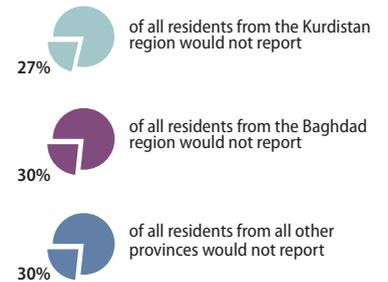 of all residents from the Kurdistan
region would not report
27%
of all residents from the Baghdad
region would not report
30%
of all residents from all other
provinces would not report
30%